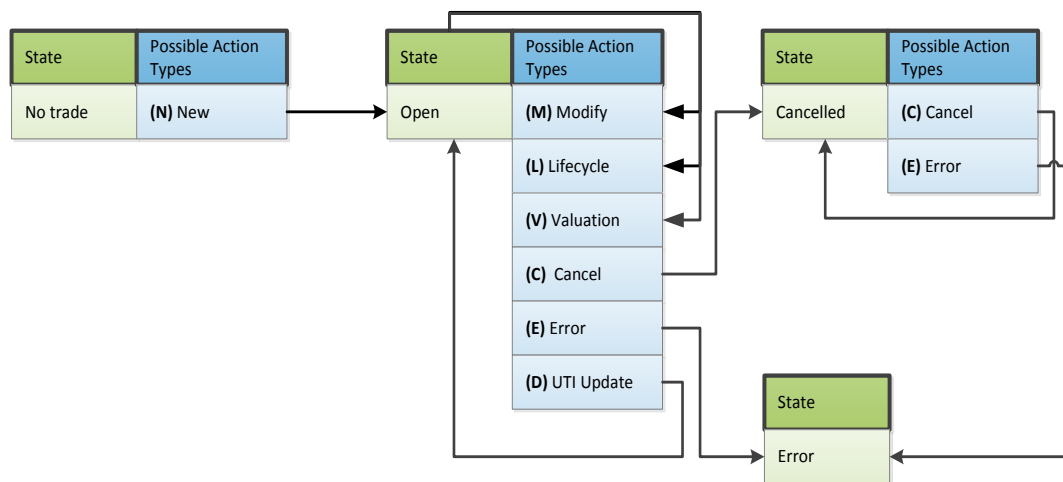 State
Possible Action
Types
No trade
(N) New
State
Possible Action
Types
Open
(M) Modify
(L) Lifecycle
(V) Valuation
(C) Cancel
(E) Error
(D) UTI Update
State
Possible Action
Types
Cancelled
(C) Cancel
(E) Error
State
Error